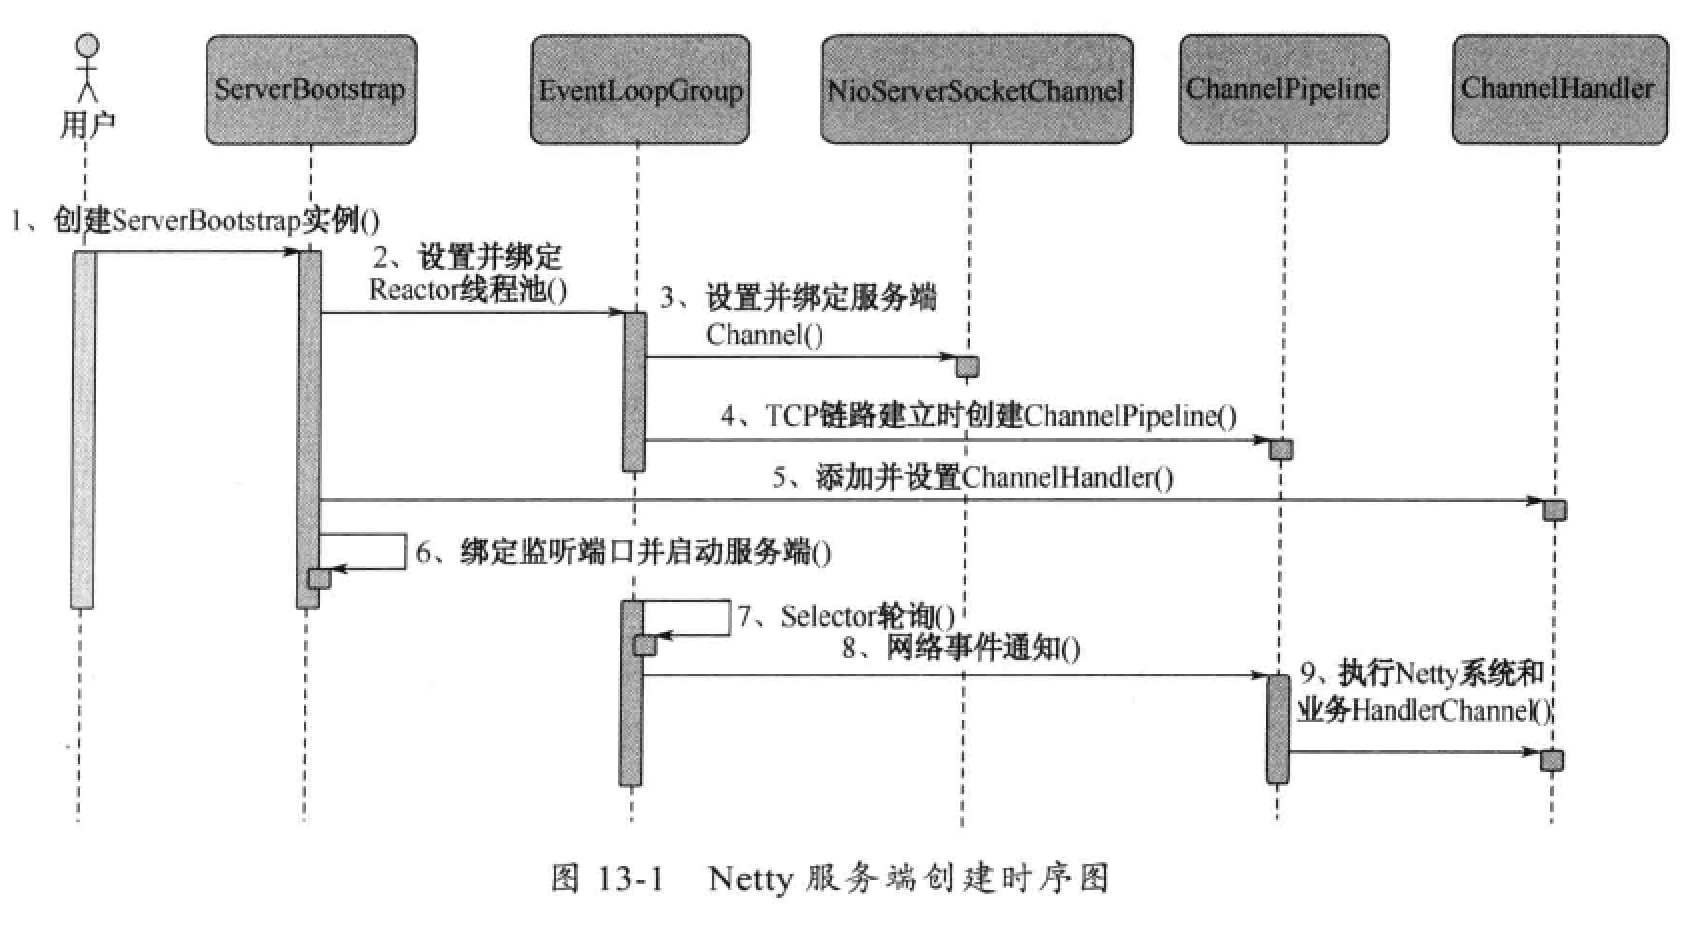 用户
ServerBootstrap
EventLoopGroup
NioServerSocketChannel
ChannelPipeline
ChannelHandler
1、创建ServerBootstrap实例()
2、设置并绑定
Reactor线程池()
3、设置并绑定服务端
Channel()
4、TCP链路建立时创建ChannelPipeline()
5、添加并设置ChannelHandler()
6、绑定监听端口并启动服务端()
7、Selector轮询()
8、网络事件通知()
9、执行Netty系统和
业务HandlerChannel()
图 13-1 Netty 服务端创建时序图